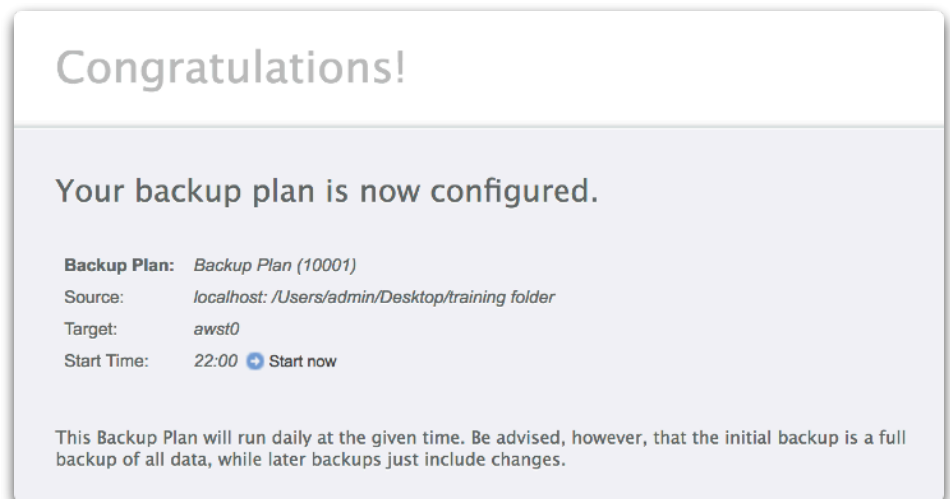 Congratulations!
Your backup plan is now configured.
Backup Plan: Backup Plan (10001)
Source: localhost: /Users/admin/Desktop/training folder
Target: awst0
Start Time: 22:00 Start now
This Backup Plan will run daily at the given time. Be advised, however, that the initial backup is a full
backup of all data, while later backups just include changes.